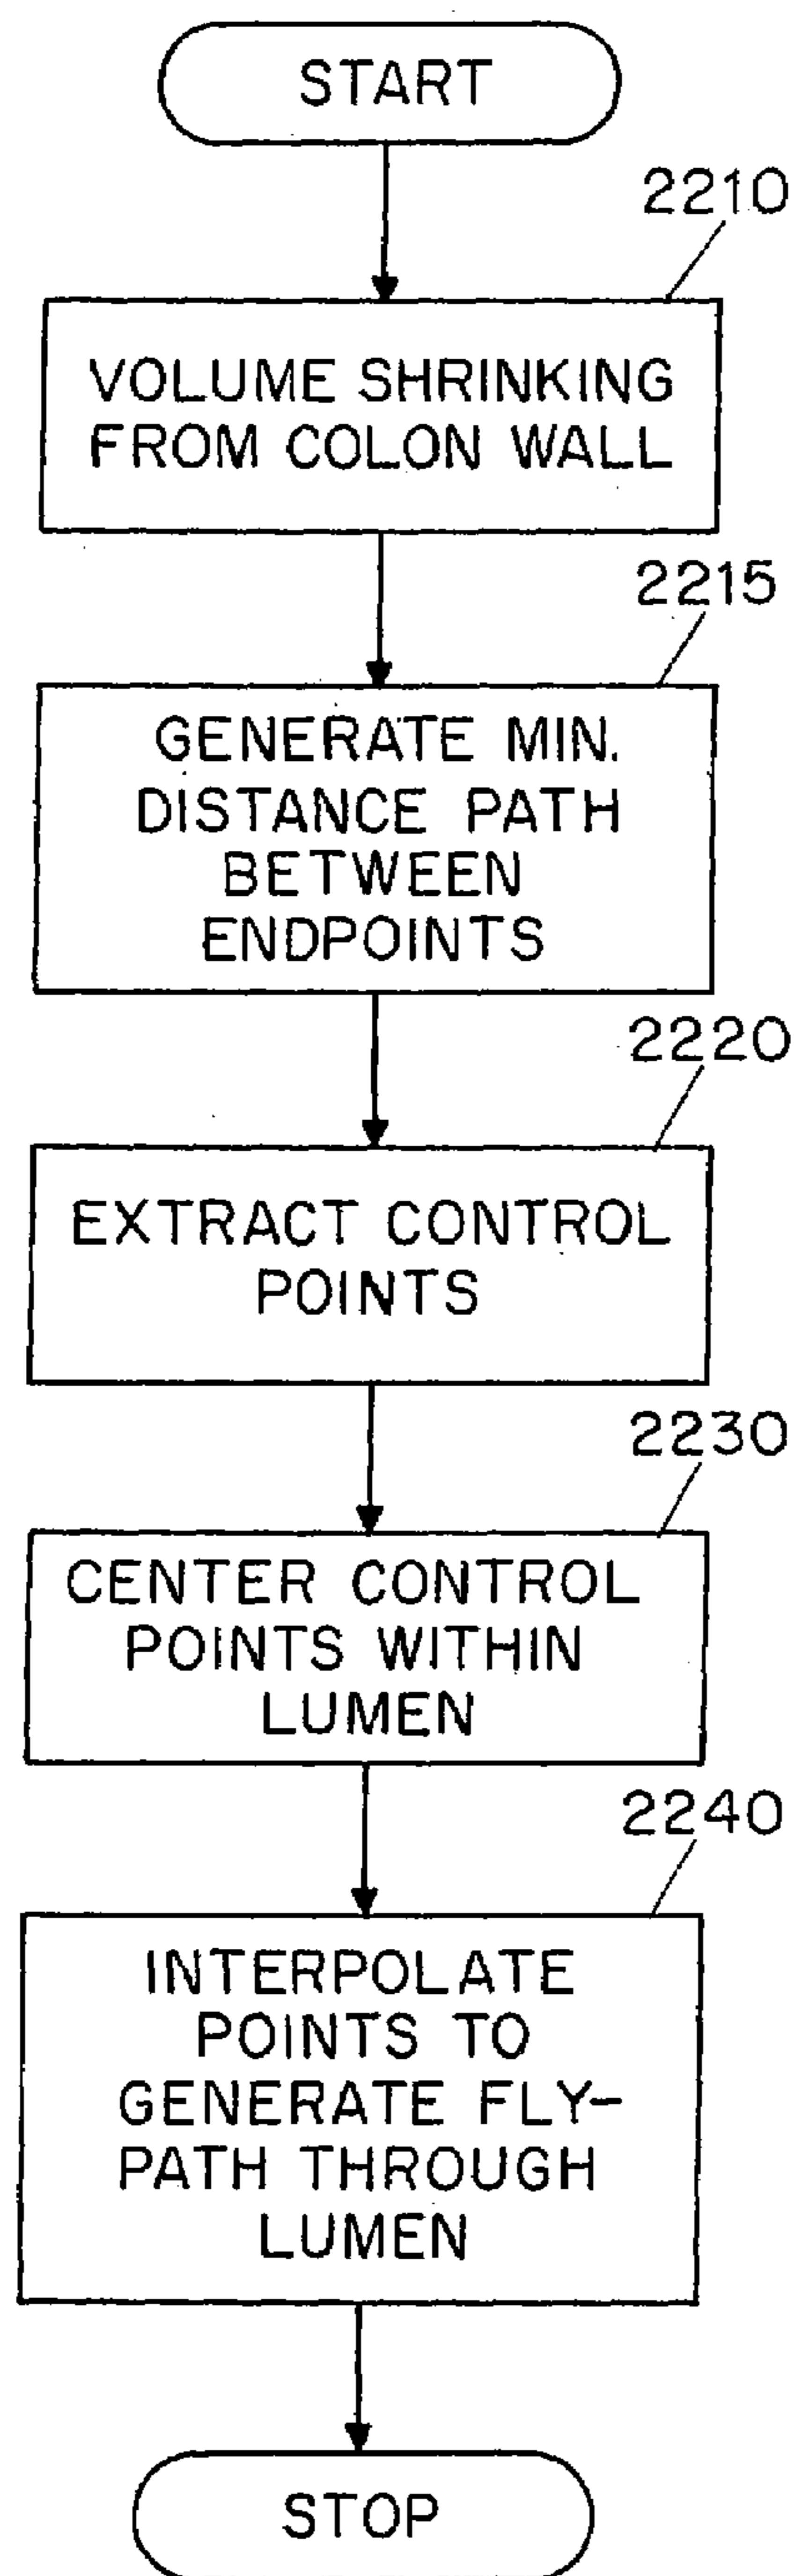 START
2210
VOLUME SHRINKING
FROM COLON WALL
2215
GENERATE MIN.
DISTANCE PATH
BETWEEN
ENDPOINTS
2220
EXTRACT CONTROL
POINTS
2230
CENTER CONTROL
POINTS WITHIN
LUMEN
2240
INTERPOLATE
POINTS TO
GENERATE FLY-
PATH THROUGH
LUMEN
STOP